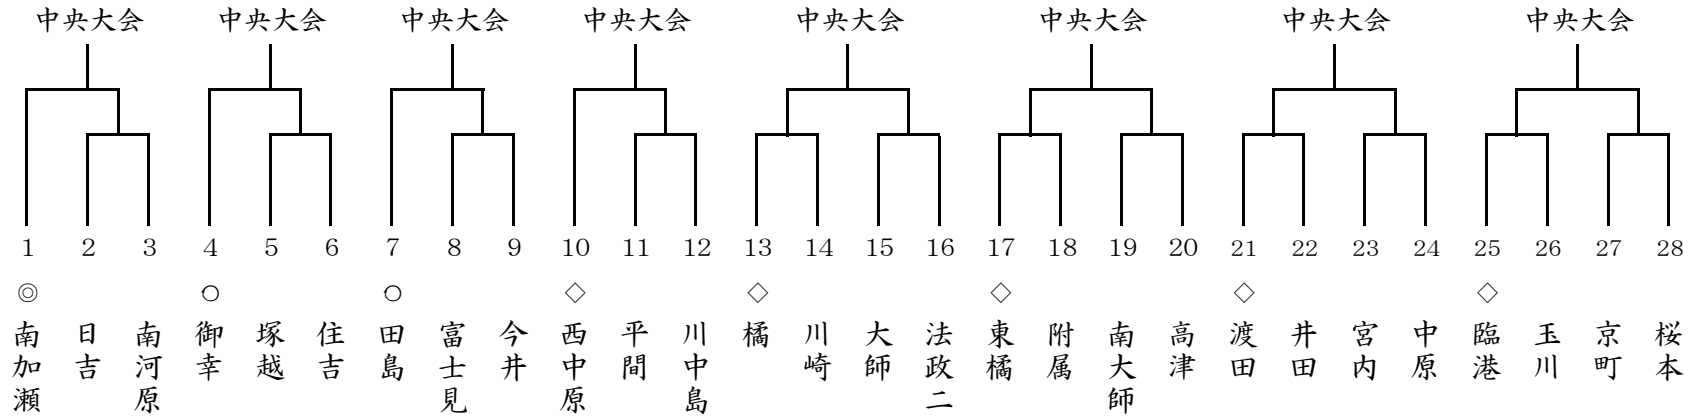 中央大会 中央大会 中央大会 中央大会 中央大会 中央大会 中央大会 中央大会
1 2 3 4 5 6 7 8 9 10 11 12 13 14 15 16 17 18 19 20 21 22 23 24 25 26 27 28
◎ ○ ○ ◇ ◇ ◇ ◇ ◇
南加瀬
日吉
南河原
御幸
塚越
住吉
田島
富士見
今井
西中原
平間
川中島
橘
川崎
大師
法政二
東橘
附属
南大師
高津
渡田
井田
宮内
中原
臨港
玉川
京町
桜本